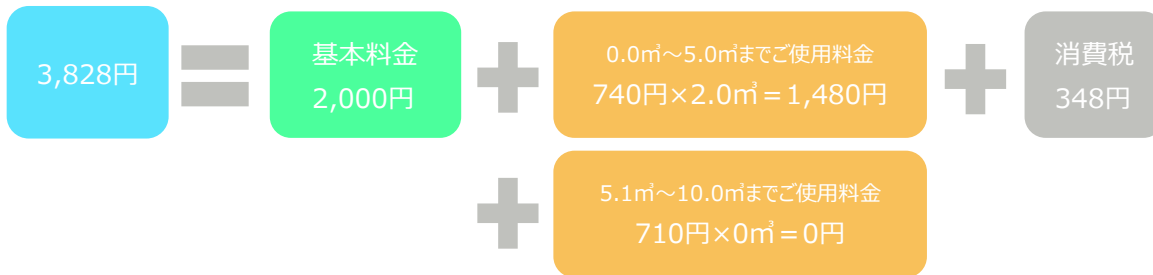 3,828円
基本料金
2,000円
0.0㎥～5.0㎥までご使用料金
740円×2.0㎥＝1,480円
消費税
348円
5.1㎥～10.0㎥までご使用料金
710円×0㎥＝0円